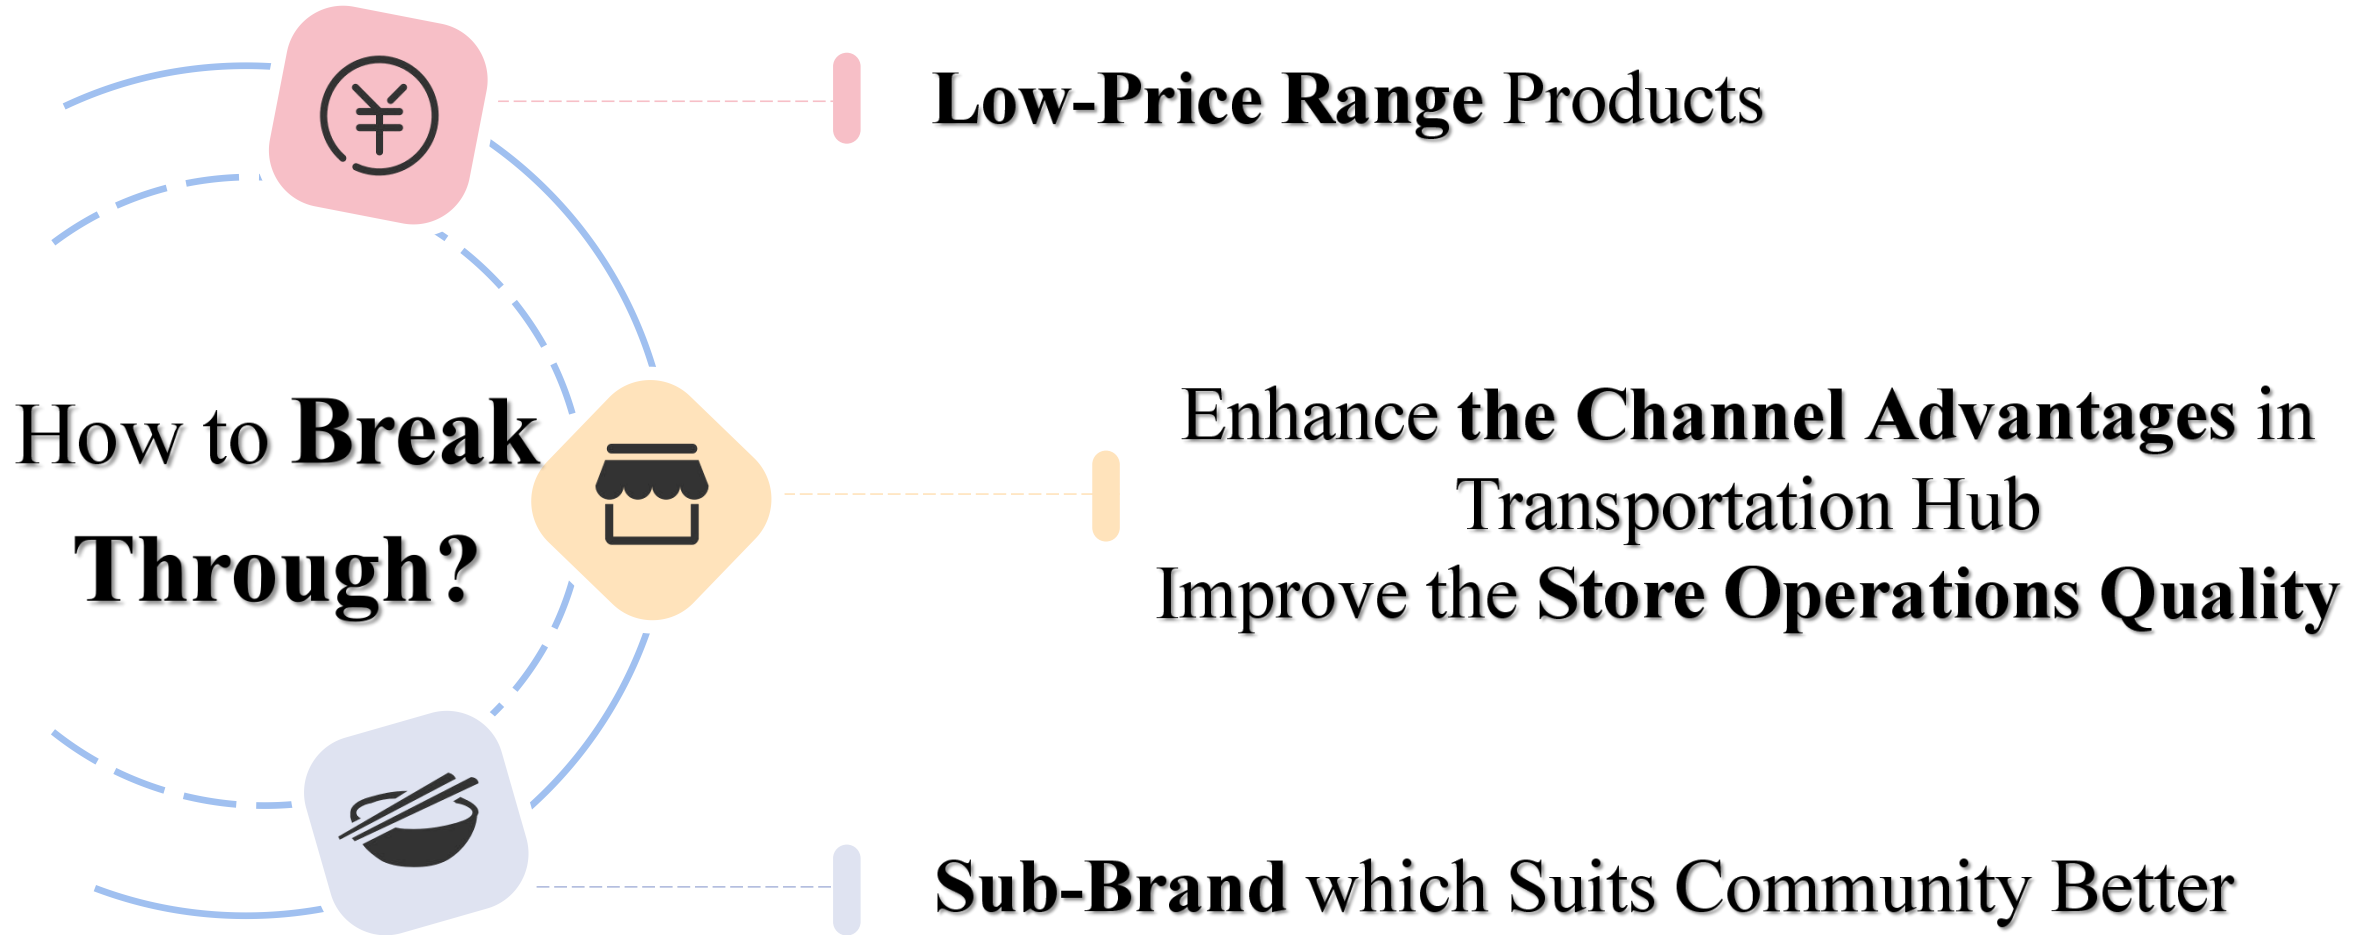 Low-Price Range Products
How to Break
Through?
Enhance the Channel Advantages in
Transportation Hub
Improve the Store Operations Quality
Sub-Brand which Suits Community Better